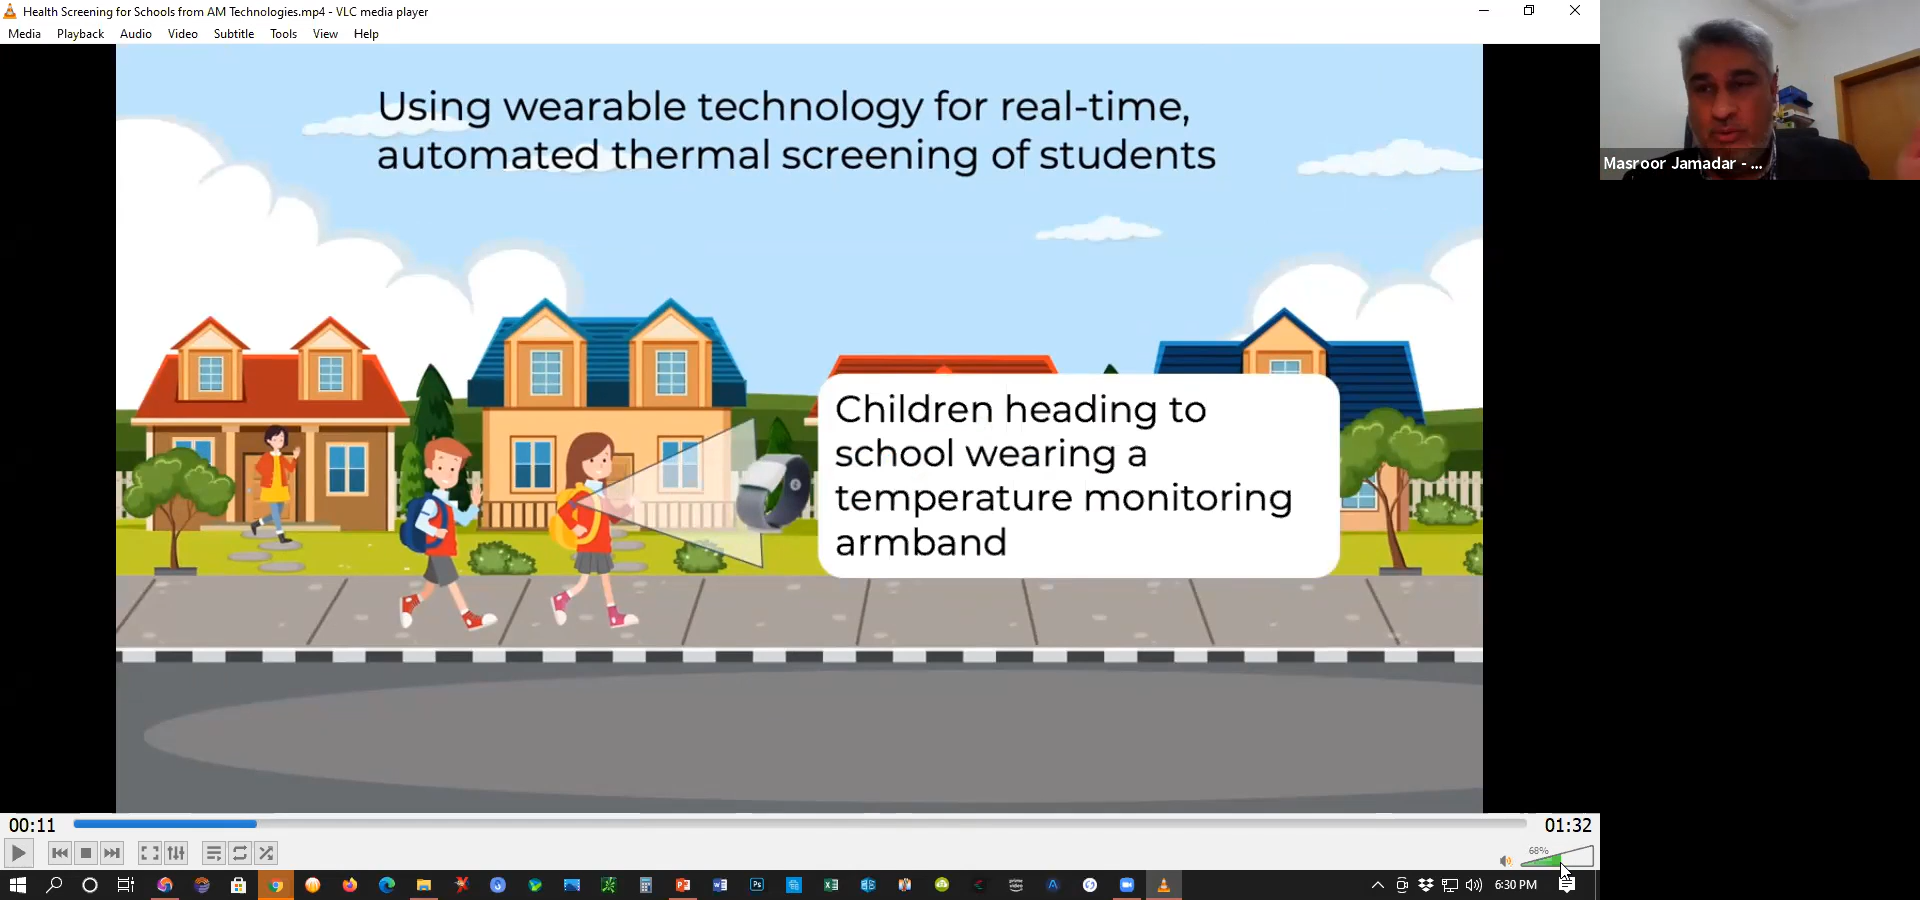 Health Screening for Schools from AM Technologies.mp4 - VLC media player
Media Playback Audio Video Subtitle Tools View Help
Using wearable technology for real-time,
automated thermal screening of students
Masroor Jamadar - ...
Children heading to
school wearing a
temperature monitoring
armband
00:11
01:32
68%
6:30 PM